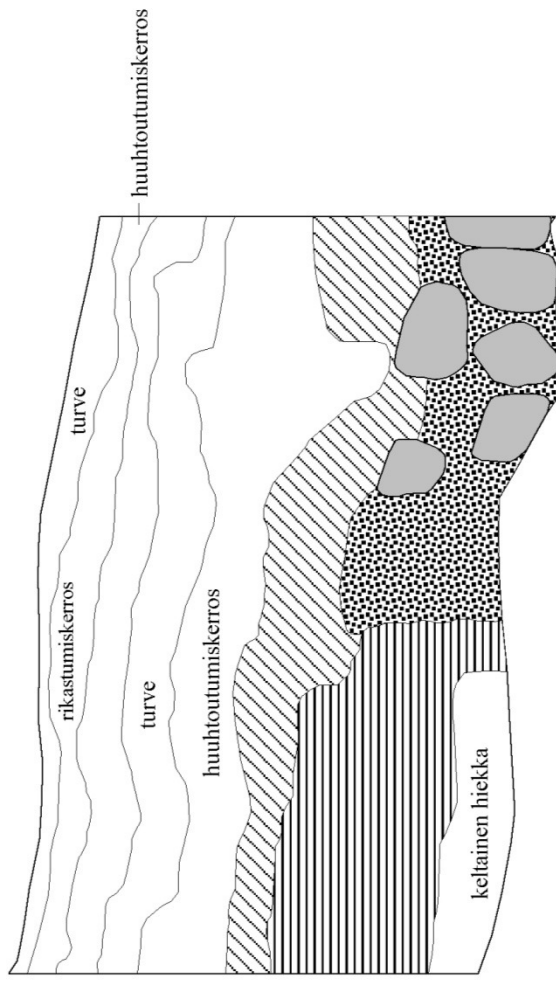 turve
huuhtoutumiskerros
rikastumiskerros
turve
huuhtoutumiskerros
keltainen hiekka